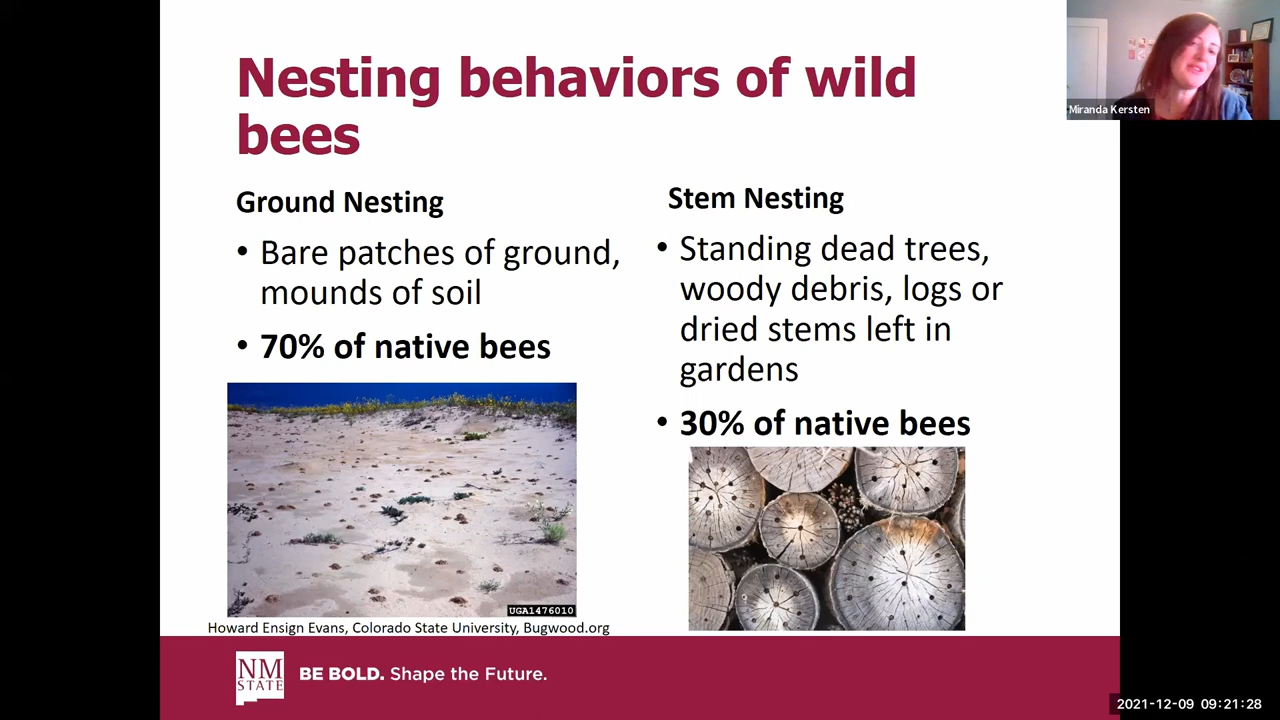 Nesting behaviors of wild
bees
Ground Nesting
• Bare patches of ground,
mounds of soil
• 70% of native bees
UGA1476010
Howard Ensign Evans, Colorado State University, Bugwood.org
Stem Nesting
• Standing dead trees,
woody debris, logs or
dried stems left in
gardens
• 30% of native bees
NM
STATE
BE BOLD. Shape the Future.
Miranda Kersten
2021-12-09 09:21:28